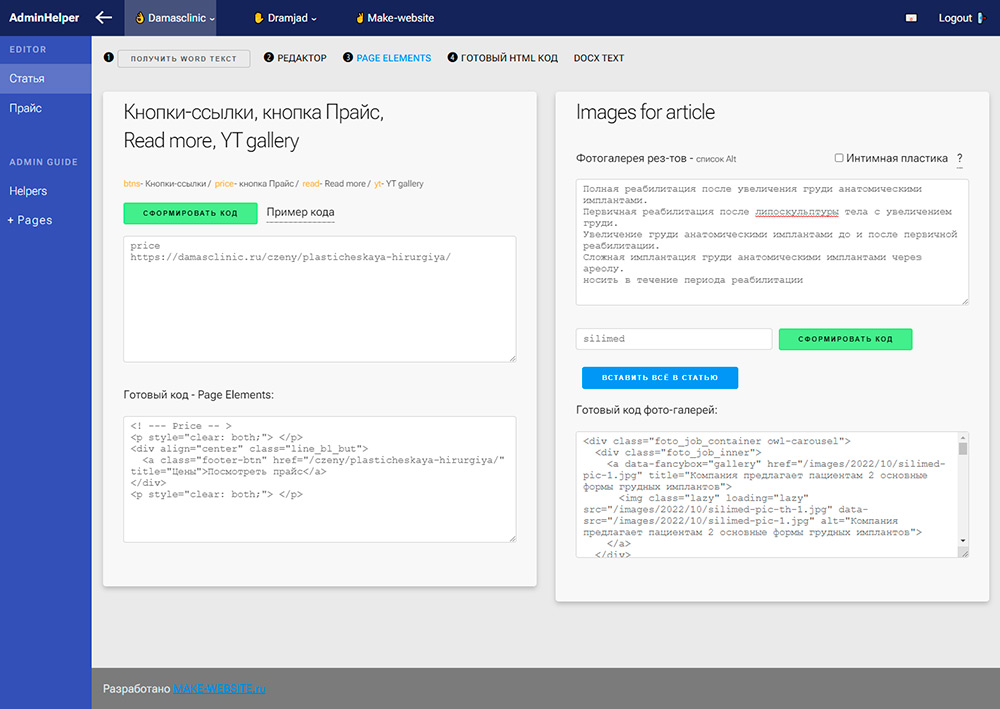 AdminHelper
Damasclinic
Dramjad
Make-website
Logout
EDITOR
Статья
Прайс
ADMIN GUIDE
Helpers
+ Pages
1 ПОЛУЧИТЬ WORD ТЕКСТ
2 РЕДАКТОР
3 PAGE ELEMENTS
4 ГОТОВЫЙ HTML КОД
DOCX TEXT
Кнопки-ссылки, кнопка Прайс,
Read more, YT gallery
btns- Кнопки-ссылки / price- кнопка Прайс / read- Read more / yt- YT gallery
СФОРМИРОВАТЬ КОД
Пример кода
price
https://damasclinic.ru/czeny/plasticheskaya-hirurgiya/
Готовый код - Page Elements:
<! --- Price -- >
<p style="clear: both;"> </p>
<div align="center" class="line_bl_but">
<a class="footer-btn" href="/czeny/plasticheskaya-hirurgiya/"
title="Цены">Посмотреть прайс</a>
</div>
<p style="clear: both;"> </p>
Images for article
Фотогалерея рез-тов - список Alt
Интимная пластика ?
Полная реабилитация после увеличения груди анатомическими
имплантами.
Первичная реабилитация после липоскульптуры тела с увеличением
груди.
Увеличение груди анатомическими имплантами до и после первичной
реабилитации.
Сложная имплантация груди анатомическими имплантами через
ареолу.
носить в течение периода реабилитации
silimed
СФОРМИРОВАТЬ КОД
ВСТАВИТЬ ВСЁ В СТАТЬЮ
Готовый код фото-галерей:
<div class="foto_job_container owl-carousel">
<div class="foto_job_inner">
<a data-fancybox="gallery" href="/images/2022/10/silimed-
pic-1.jpg" title="Компания предлагает пациентам 2 основные
формы грудных имплантов">
<img class="lazy" loading="lazy"
src="/images/2022/10/silimed-pic-th-1.jpg" data-
src="/images/2022/10/silimed-pic-1.jpg" alt="Компания
предлагает пациентам 2 основные формы грудных имплантов">
</a>
</div>
Разработано MAKE-WEBSITE.ru